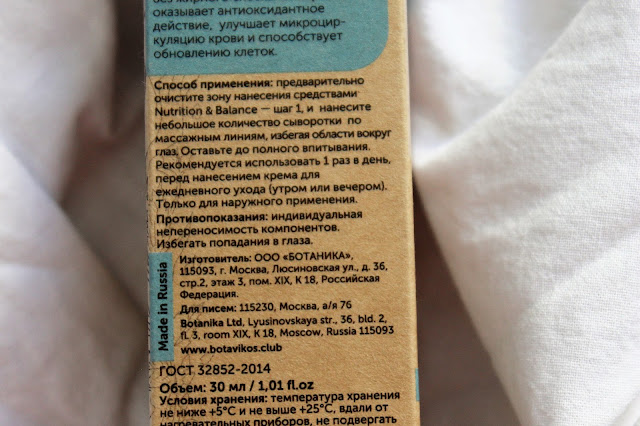 оказывает антиоксидантное
действие, улучшает микроцир-
куляцию крови и способствует
обновлению клеток.
Способ применения: предварительно
очистите зону нанесения средствами
Nutrition & Balance — шаг 1, и нанесите
небольшое количество сыворотки по
массажным линиям, избегая области вокруг
глаз. Оставьте до полного впитывания.
Рекомендуется использовать 1 раз в день,
перед нанесением крема для
ежедневного ухода (утром или вечером).
Только для наружного применения.
Противопоказания: индивидуальная
непереносимость компонентов.
Избегать попадания в глаза.
Made in Russia
Изготовитель: ООО «БОТАНИКА»,
115093, г. Москва, Люсиновская ул., д. 36,
стр.2, этаж 3, пом. XIX, К 18, Российская
Федерация.
Для писем: 115230, Москва, а/я 76
Botanika Ltd, Lyusinovskaya str., 36, bld. 2,
fl. 3, room XIX, K 18, Moscow, Russia 115093
www.botavikos.club
ГОСТ 32852-2014
Объем: 30 мл / 1,01 fl.oz
Условия хранения: температура хранения
не ниже +5°C и не выше +25°C, вдали от
нагревательных приборов, не подвергать